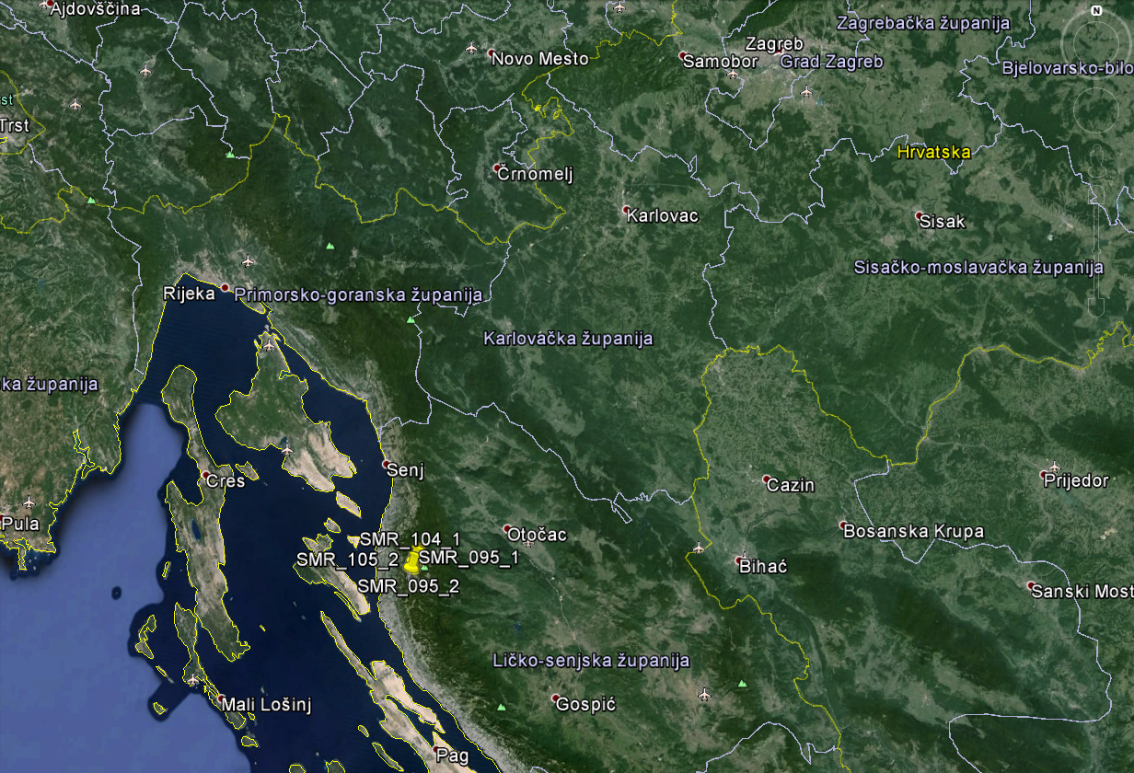 Ajdovščina
Zagrebačka županija
Novo Mesto
Zagreb
Samobor
Grad Zagreb
Bjelovarsko-bilo
N
st
Trst
Hrvatska
Črnomelj
Karlovac
Sisak
Sisačko-moslavačka županija
Rijeka
Primorsko-goranska županija
Karlovačka županija
ka županija
Senj
Cres
Cazin
Prijedor
Pula
Otočac
Bosanska Krupa
SMR_104_1
SMR_105_2
SMR_095_1
Bihać
SMR_095_2
Sanski Most
Ličko-senjska županija
Mali Lošinj
Gospić
Pag